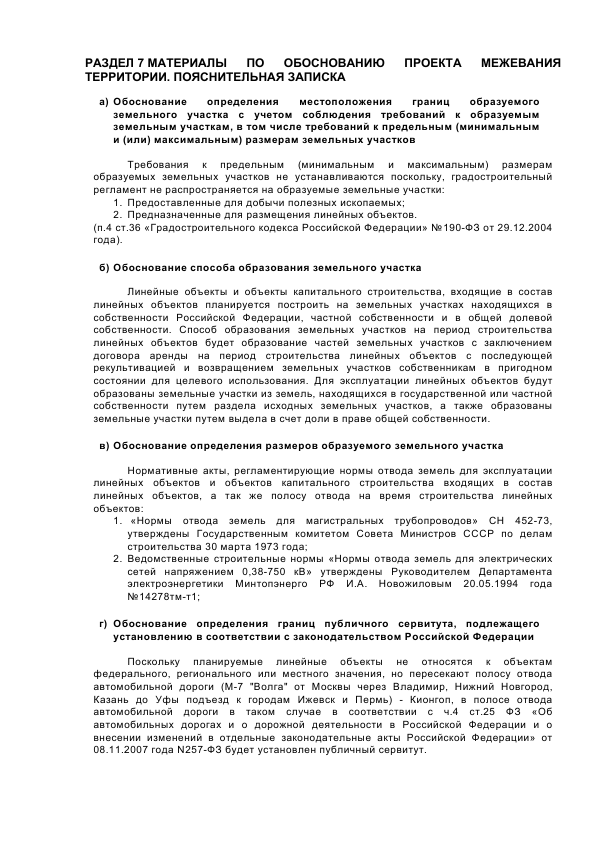 РАЗДЕЛ 7 МАТЕРИАЛЫ ПО ОБОСНОВАНИЮ ПРОЕКТА МЕЖЕВАНИЯ
ТЕРРИТОРИИ. ПОЯСНИТЕЛЬНАЯ ЗАПИСКА
а) Обоснование определения местоположения границ образуемого
земельного участка с учетом соблюдения требований к образуемым
земельным участкам, в том числе требований к предельным (минимальным
и (или) максимальным) размерам земельных участков
Требования к предельным (минимальным и максимальным) размерам
образуемых земельных участков не устанавливаются поскольку, градостроительный
регламент не распространяется на образуемые земельные участки:
1. Предоставленные для добычи полезных ископаемых;
2. Предназначенные для размещения линейных объектов.
(п.4 ст.36 «Градостроительного кодекса Российской Федерации» №190-ФЗ от 29.12.2004
года).
б) Обоснование способа образования земельного участка
Линейные объекты и объекты капитального строительства, входящие в состав
линейных объектов планируется построить на земельных участках находящихся в
собственности Российской Федерации, частной собственности и в общей долевой
собственности. Способ образования земельных участков на период строительства
линейных объектов будет образование частей земельных участков с заключением
договора аренды на период строительства линейных объектов с последующей
рекультивацией и возвращением земельных участков собственникам в пригодном
состоянии для целевого использования. Для эксплуатации линейных объектов будут
образованы земельные участки из земель, находящихся в государственной или частной
собственности путем раздела исходных земельных участков, а также образованы
земельные участки путем выдела в счет доли в праве общей собственности.
в) Обоснование определения размеров образуемого земельного участка
Нормативные акты, регламентирующие нормы отвода земель для эксплуатации
линейных объектов и объектов капитального строительства входящих в состав
линейных объектов, а так же полосу отвода на время строительства линейных
объектов:
1. «Нормы отвода земель для магистральных трубопроводов» СН 452-73,
утверждены Государственным комитетом Совета Министров СССР по делам
строительства 30 марта 1973 года;
2. Ведомственные строительные нормы «Нормы отвода земель для электрических
сетей напряжением 0,38-750 кВ» утверждены Руководителем Департамента
электроэнергетики Минтопэнерго РФ И.А. Новожиловым 20.05.1994 года
№14278тм-т1;
г) Обоснование определения границ публичного сервитута, подлежащего
установлению в соответствии с законодательством Российской Федерации
Поскольку планируемые линейные объекты не относятся к объектам
федерального, регионального или местного значения, но пересекают полосу отвода
автомобильной дороги (М-7 "Волга" от Москвы через Владимир, Нижний Новгород,
Казань до Уфы подъезд к городам Ижевск и Пермь) - Кионгоп, в полосе отвода
автомобильной дороги в таком случае в соответствии с ч.4 ст.25 ФЗ «Об
автомобильных дорогах и о дорожной деятельности в Российской Федерации и о
внесении изменений в отдельные законодательные акты Российской Федерации» от
08.11.2007 года N257-ФЗ будет установлен публичный сервитут.